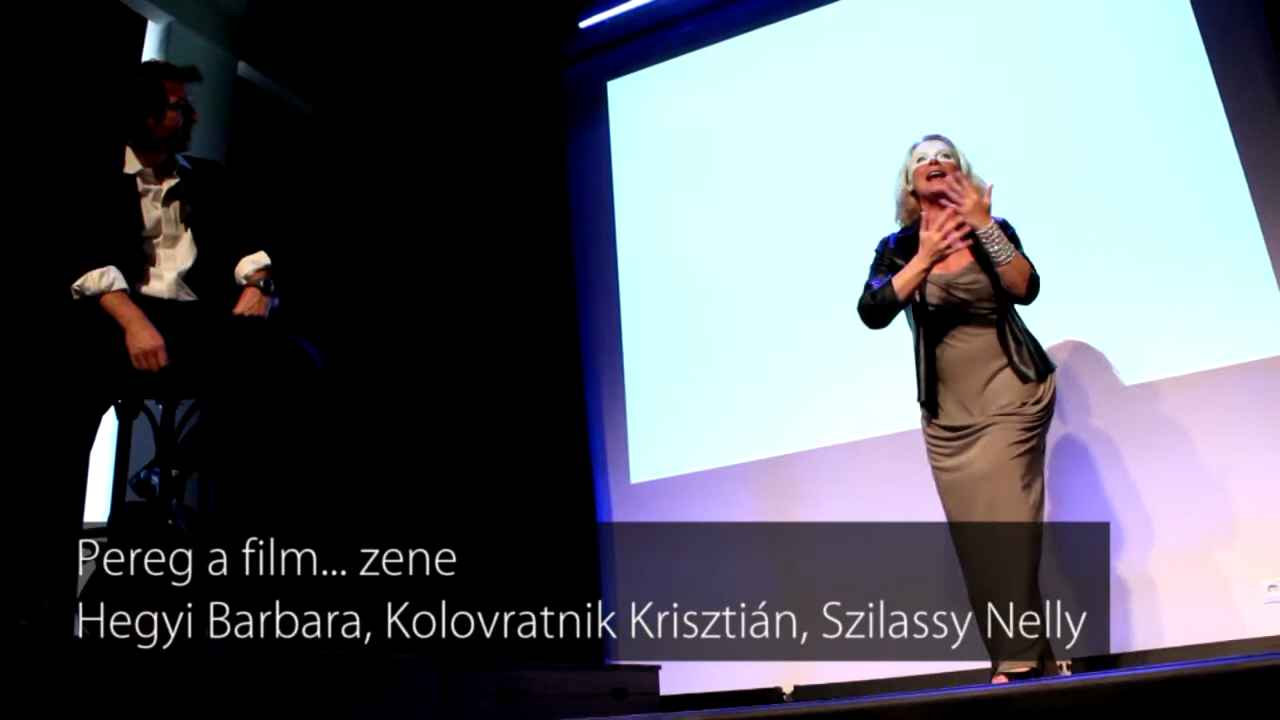 Pereg a film... zene
Hegyi Barbara, Kolovratnik Krisztián, Szilassy Nelly